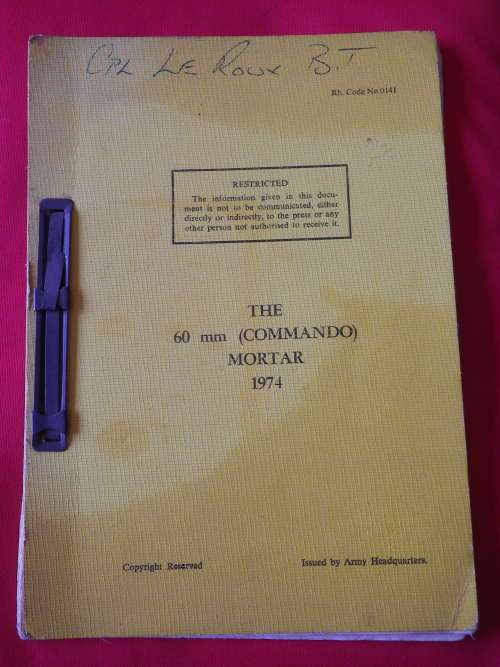 CPL LE ROUX B.T
Rh. Code No 0141
RESTRICTED
The information given in this docu-
ment is not to be communicated, either
directly or indirectly, to the press or any
other person not authorised to receive it.
THE
60 mm (COMMANDO)
MORTAR
1974
Copyright Reserved
Issued by Army Headquarters.